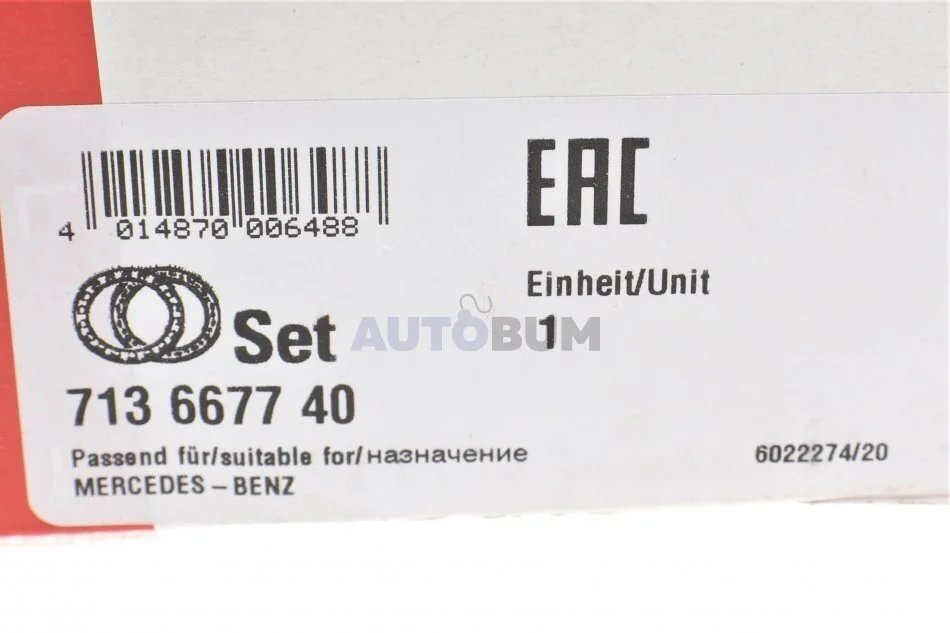 4 014870 006488
EAC
Einheit/Unit
1
Set
AUTOBUM
713 6677 40
Passend für/suitable for/назначение
6022274/20
MERCEDES – BENZ